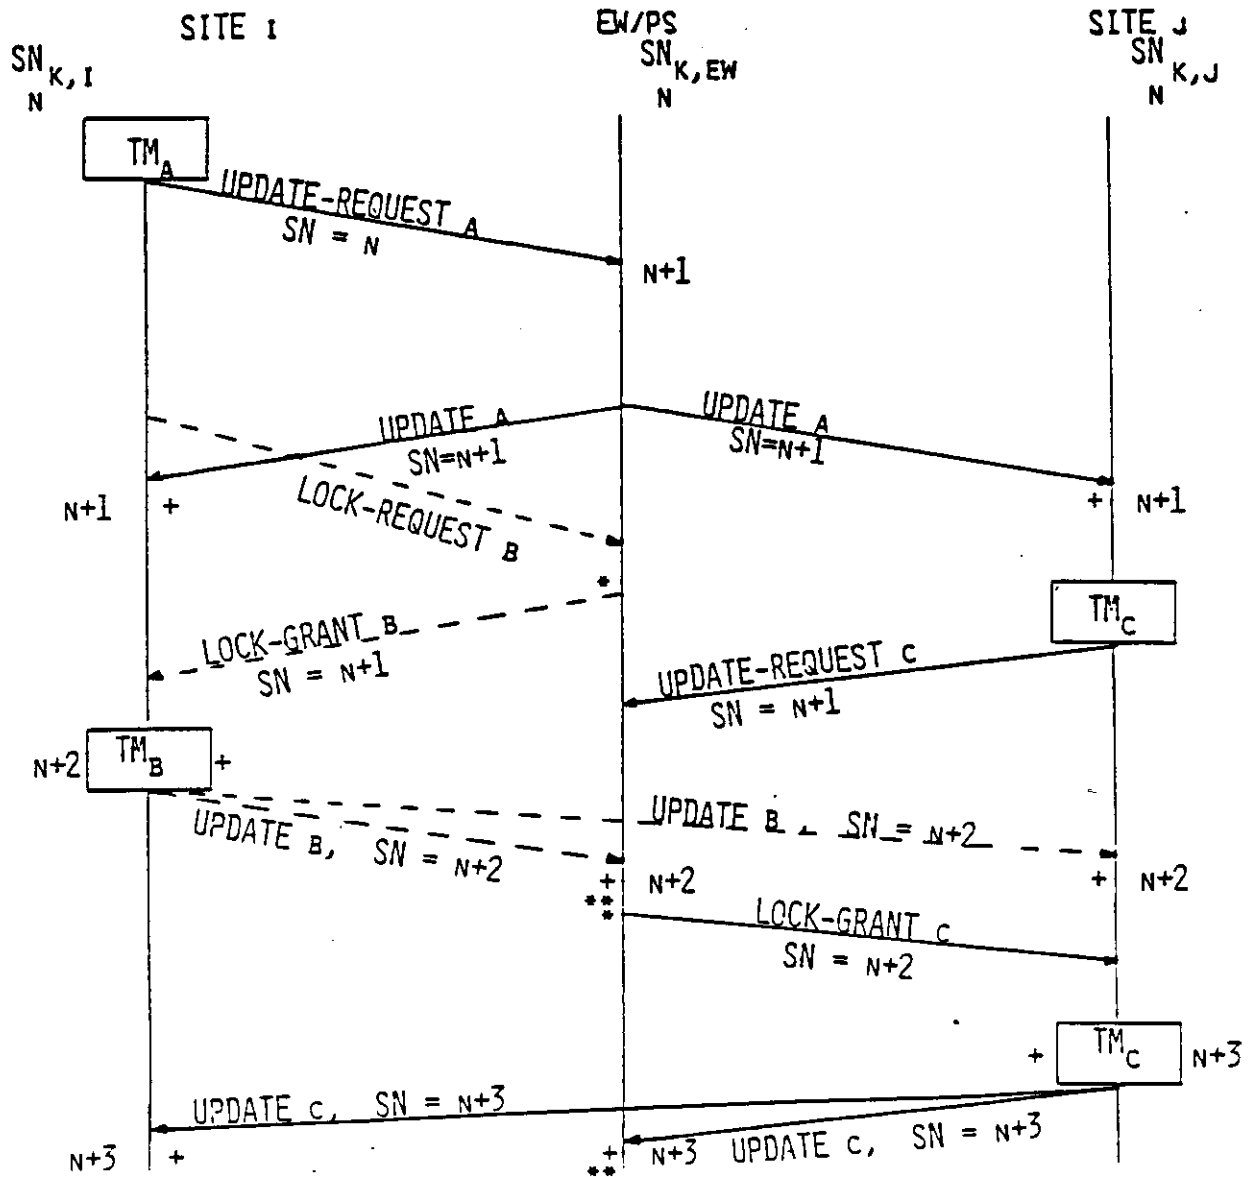 SITE I
EW/PS
SITE J
SN K,I
SN K,EW
SN K,J
N
N
N
TM A
UPDATE-REQUEST A
SN = N
N+1
UPDATE A
SN=N+1
UPDATE A
SN=N+1
N+1 +
+ N+1
LOCK-REQUEST B
*
LOCK-GRANT B
SN = N+1
TM C
UPDATE-REQUEST C
SN = N+1
N+2 TM B +
UPDATE B, SN = N+2
UPDATE B, SN = N+2
+ N+2
**
*
+ N+2
LOCK-GRANT C
SN = N+2
+ TM C N+3
UPDATE C, SN = N+3
UPDATE C, SN = N+3
N+3 +
+ N+3
**